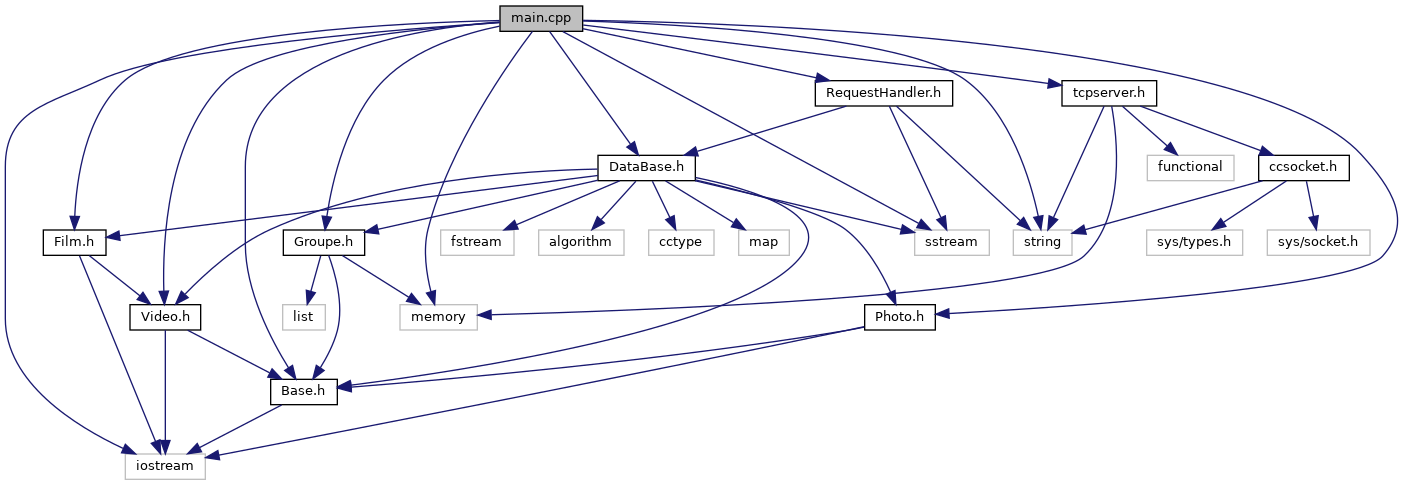 main.cpp
RequestHandler.h
tcpserver.h
DataBase.h
functional
ccsocket.h
Film.h
Groupe.h
fstream
algorithm
cctype
map
sstream
string
sys/types.h
sys/socket.h
Video.h
list
memory
Photo.h
Base.h
iostream